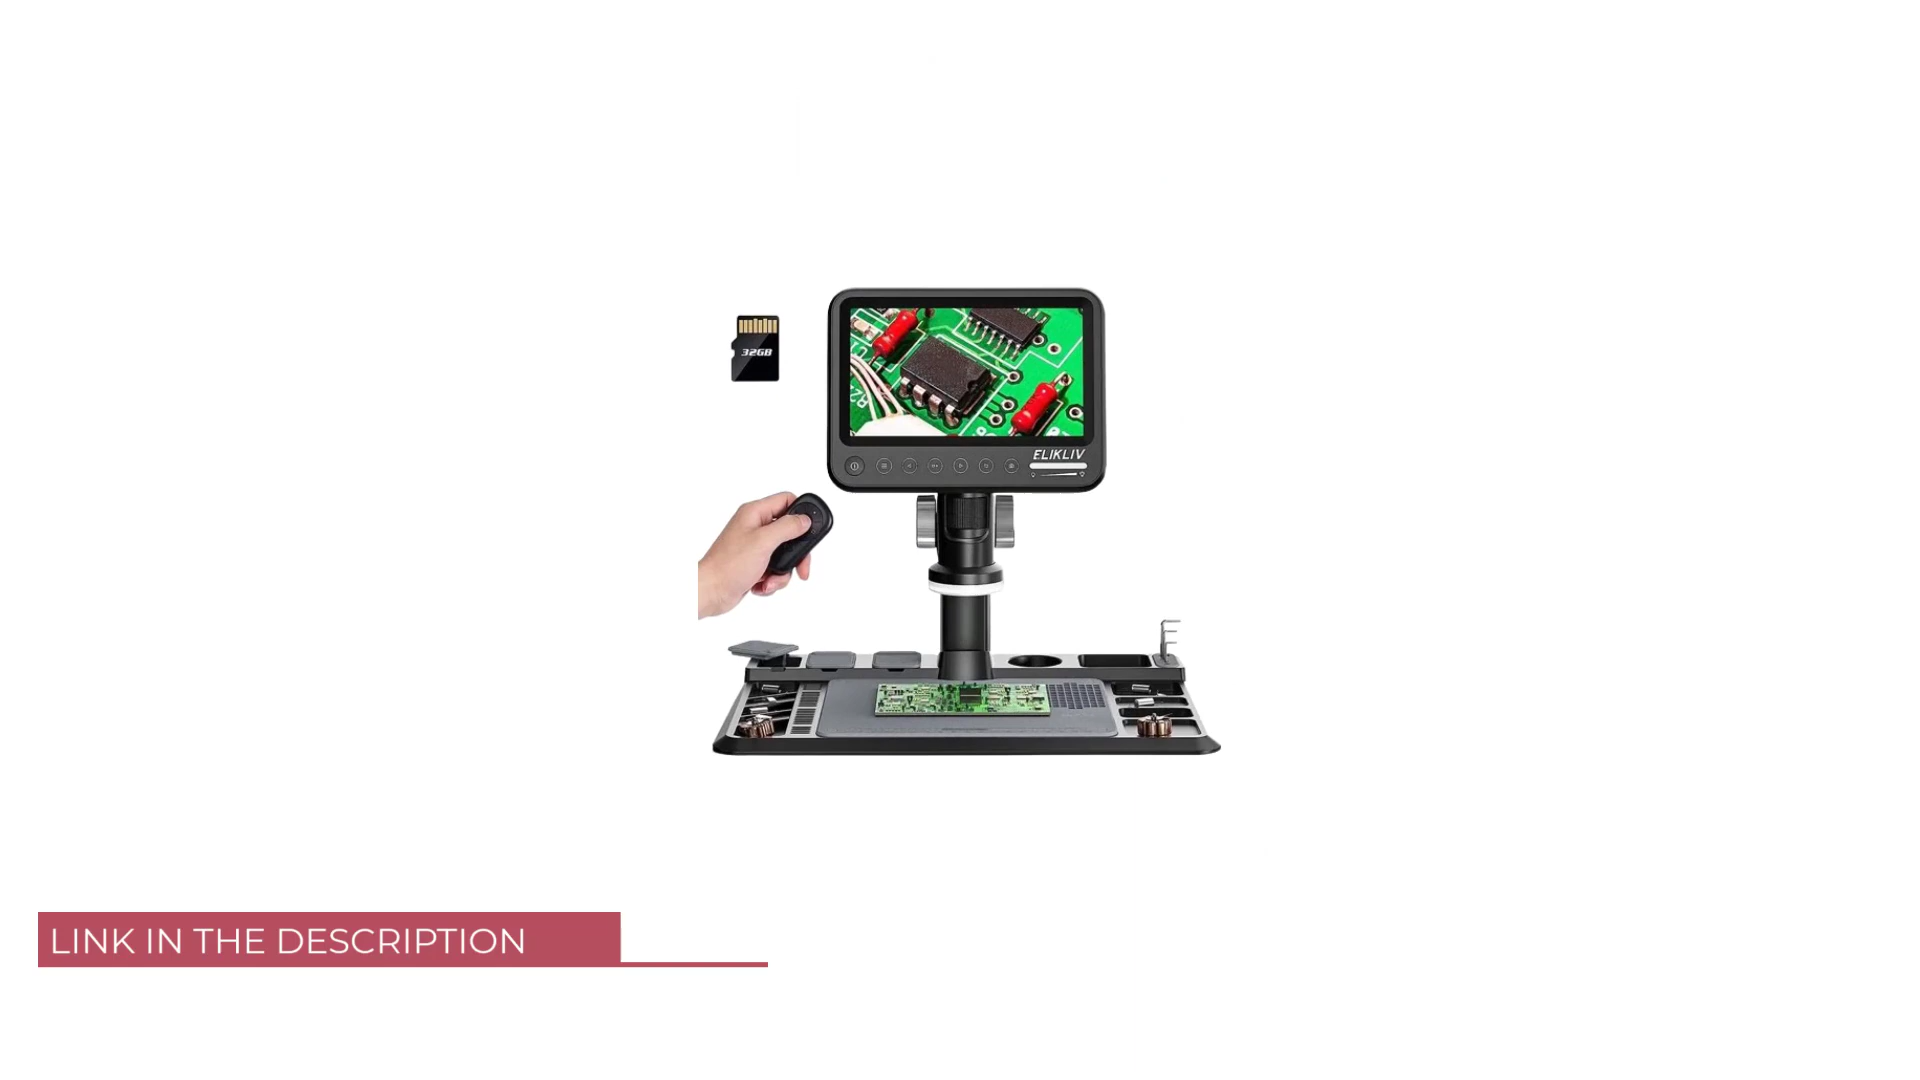 32GB
ELIKLIV
LINK IN THE DESCRIPTION